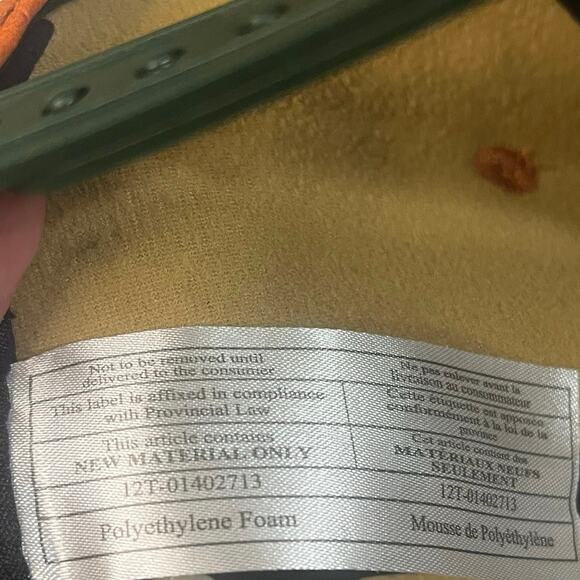 Not to be removed until
delivered to the consumer
This label is affixed in compliance
with Provincial Law
This article contains
NEW MATERIAL ONLY
12T-01402713
Polyethylene Foam
Ne pas enlever avant la
livraison au consommateur
Cette étiquette est apposée
conformément à la loi de la
province
Cet article contient des
MATÉRIAUX NEUFS
SEULEMENT
12T-01402713
Mousse de Polyéthylène